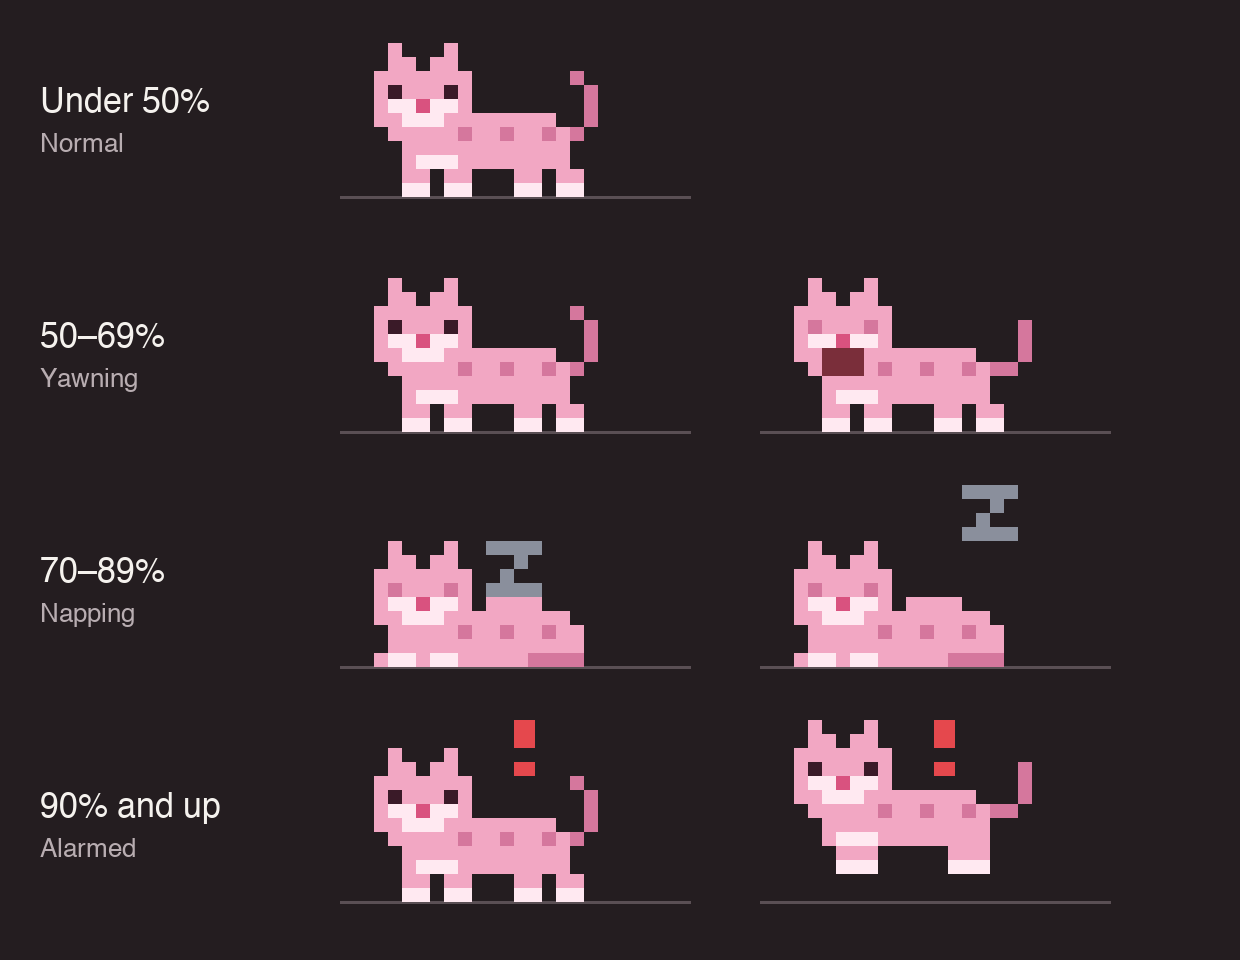 Under 50%
Normal
50–69%
Yawning
Z
Z
70–89%
Napping
!
!
90% and up
Alarmed